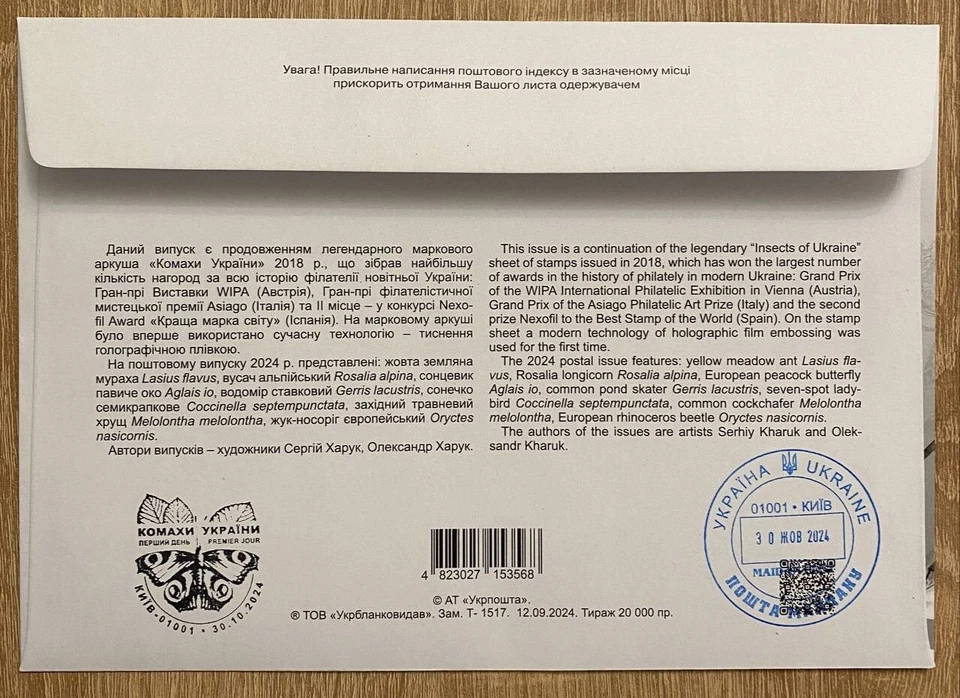 Увага! Правильне написання поштового індексу в зазначеному місці
прискорить отримання Вашого листа одержувачем
Даний випуск є продовженням легендарного маркового
аркуша «Комахи України» 2018 р., що зібрав найбільшу
кількість нагород за всю історію філателії новітньої України:
Гран-прі Виставки WIPA (Австрія), Гран-прі філателістичної
мистецької премії Asiago (Італія) та II місце – у конкурсі Nexo-
fil Award «Краща марка світу» (Іспанія). На марковому аркуші
було вперше використано сучасну технологію – тиснення
голографічною плівкою.
На поштовому випуску 2024 р. представлені: жовта земляна
мураха Lasius flavus, вусач альпійський Rosalia alpina, сонцевик
павиче око Aglais io, водомір ставковий Gerris lacustris, сонечко
семикрапкове Coccinella septempunctata, західний травневий
хрущ Melolontha melolontha, жук-носоріг європейський Oryctes
nasicornis.
Автори випусків – художники Сергій Харук, Олександр Харук.
This issue is a continuation of the legendary “Insects of Ukraine”
sheet of stamps issued in 2018, which has won the largest number
of awards in the history of philately in modern Ukraine: Grand Prix
of the WIPA International Philatelic Exhibition in Vienna (Austria),
Grand Prix of the Asiago Philatelic Art Prize (Italy) and the second
prize Nexofil to the Best Stamp of the World (Spain). On the stamp
sheet a modern technology of holographic film embossing was
used for the first time.
The 2024 postal issue features: yellow meadow ant Lasius fla-
vus, Rosalia longicorn Rosalia alpina, European peacock butterfly
Aglais io, common pond skater Gerris lacustris, seven-spot lady-
bird Coccinella septempunctata, common cockchafer Melolontha
melolontha, European rhinoceros beetle Oryctes nasicornis.
The authors of the issues are artists Serhiy Kharuk and Olek-
sandr Kharuk.
КОМАХИ УКРАЇНИ
ПЕРШИЙ ДЕНЬ PREMIER JOUR
КИЇВ-01001 • 30.10.2024
4 823027 153568
© АТ «Укрпошта».
® ТОВ «Укрбланковидав». Зам. Т- 1517. 12.09.2024. Тираж 20 000 пр.
УКРАЇНА UKRAINE
01001 • КИЇВ
30 ЖОВ 2024
ПОШТА